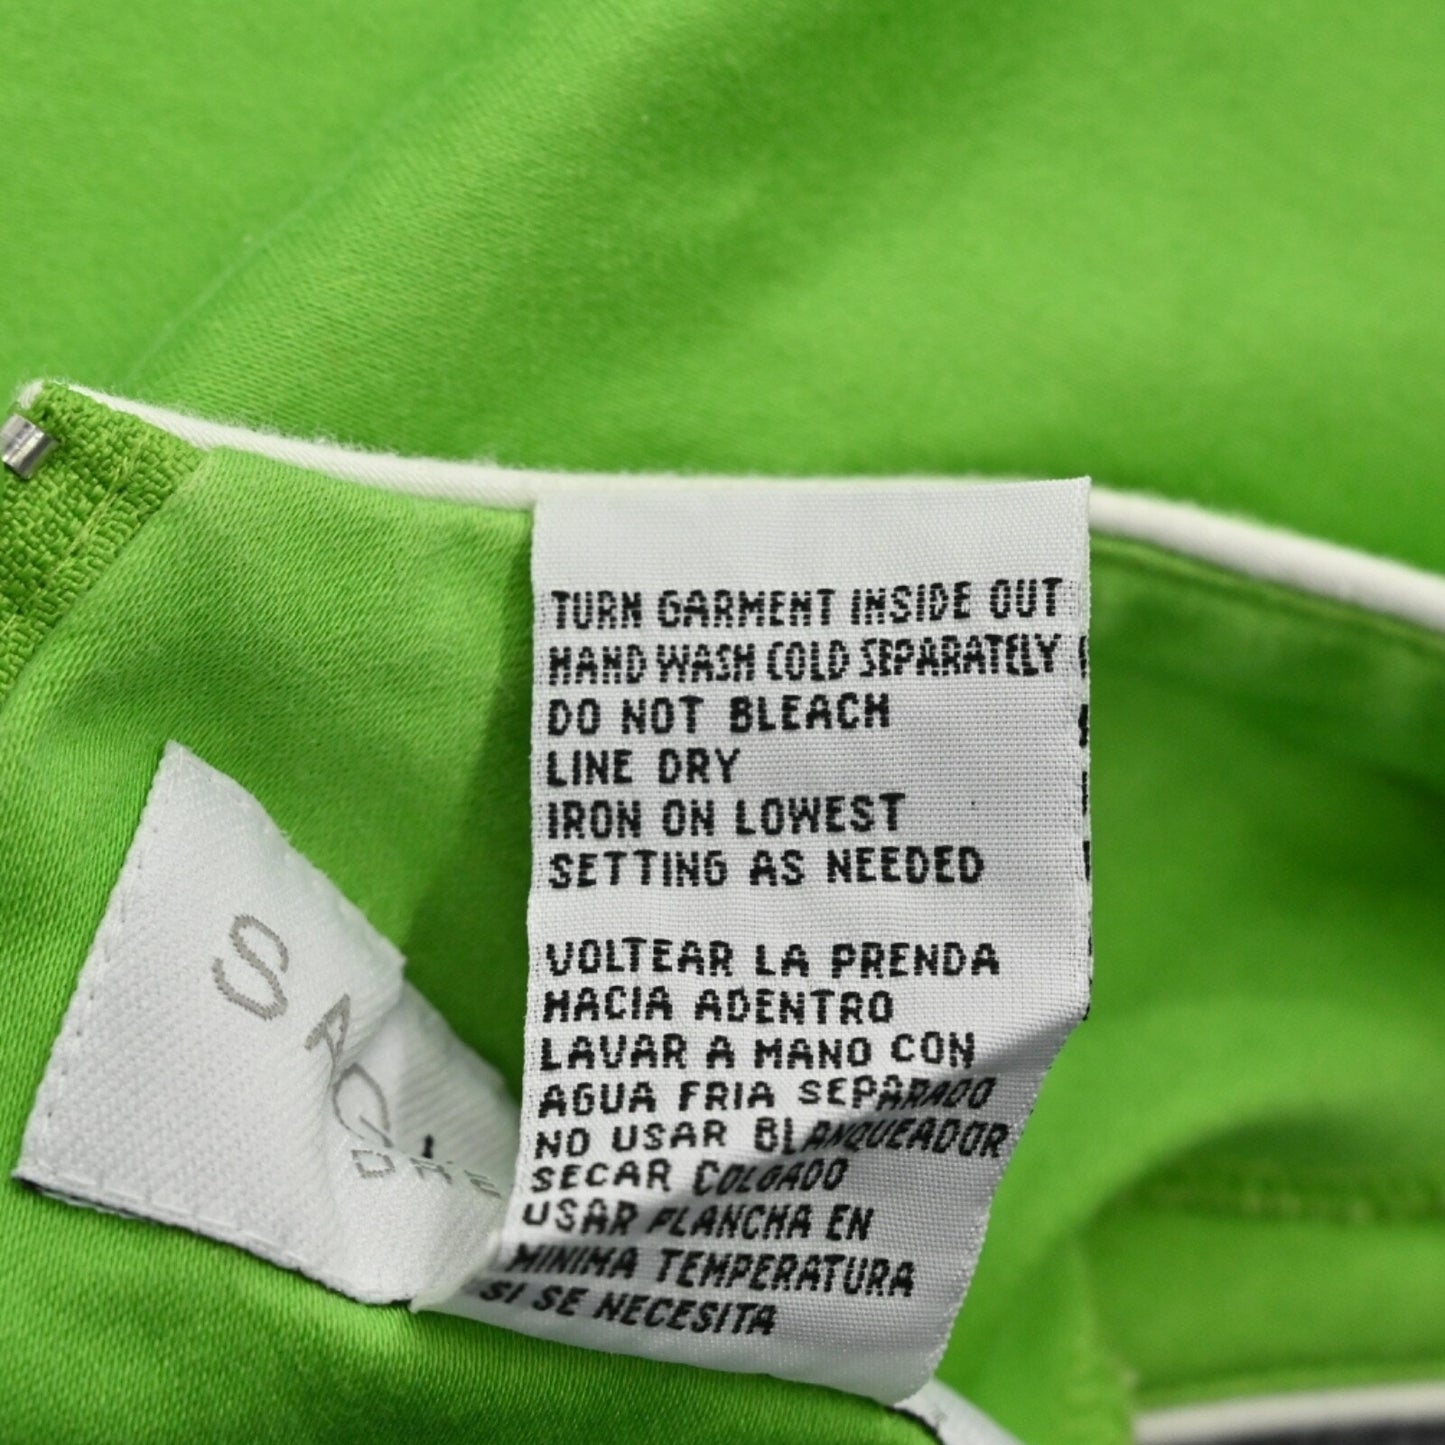 TURN GARMENT INSIDE OUT
HAND WASH COLD SEPARATELY
DO NOT BLEACH
LINE DRY
IRON ON LOWEST
SETTING AS NEEDED
VOLTEAR LA PRENDA
HACIA ADENTRO
LAVAR A MANO CON
AGUA FRIA SEPARADO
NO USAR BLANQUEADOR
SECAR COLGADO
USAR PLANCHA EN
MINIMA TEMPERATURA
SI SE NECESITA